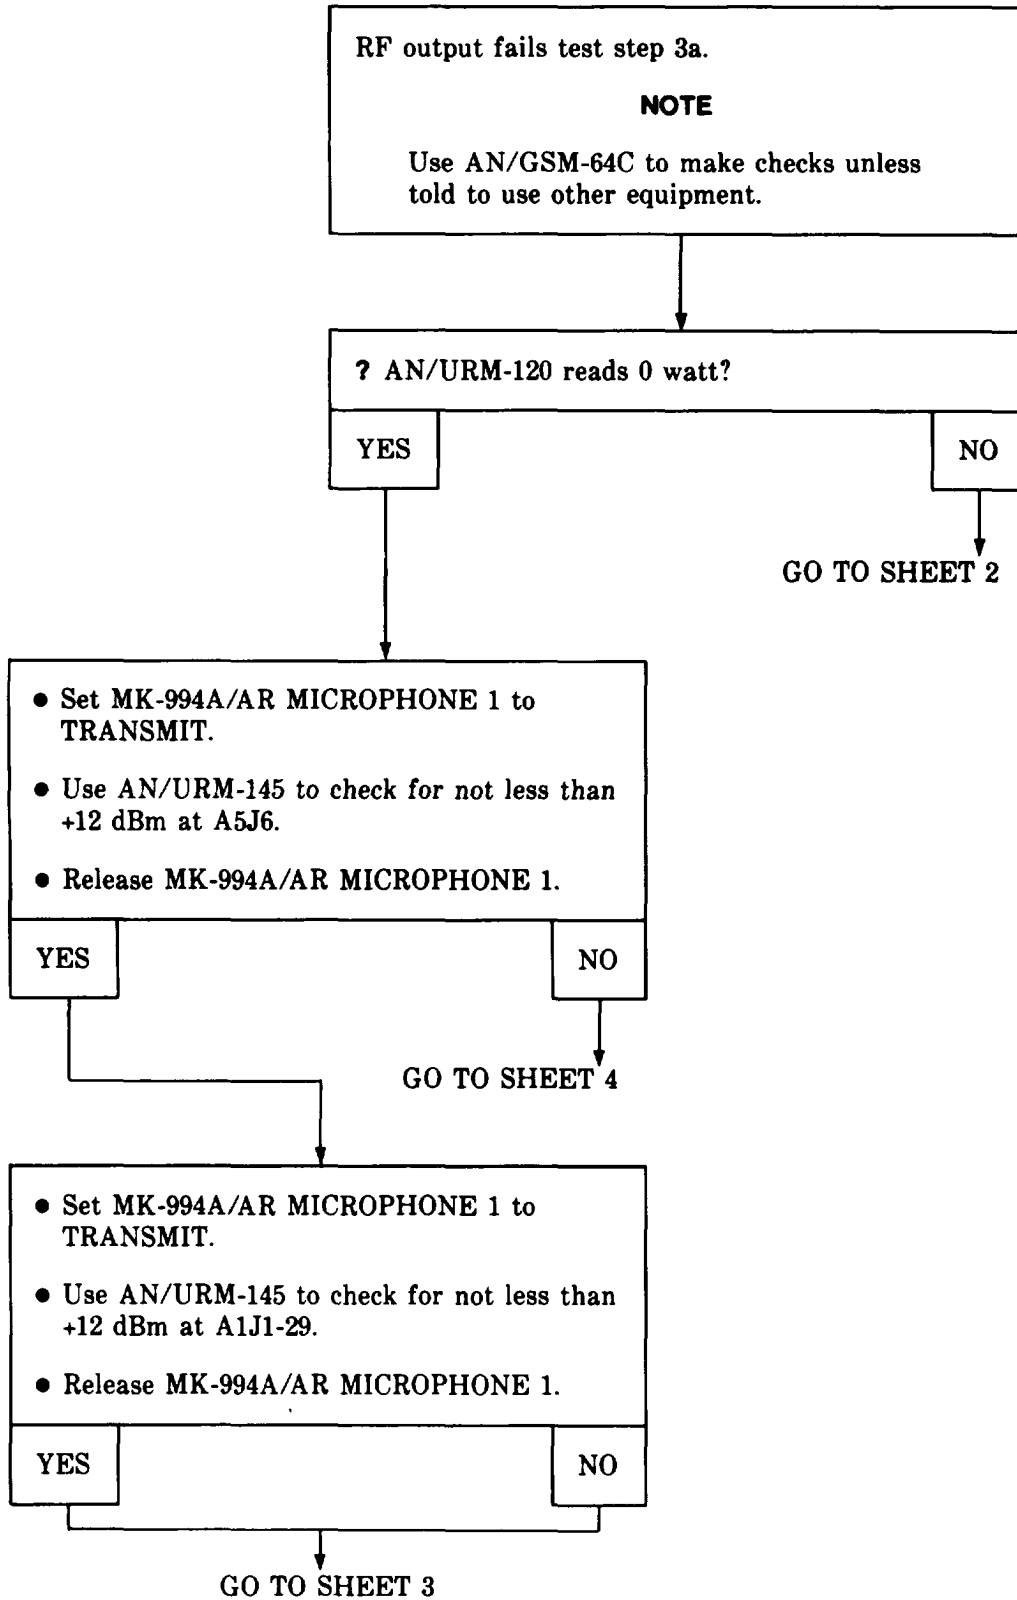 RF output fails test step 3a.
NOTE
Use AN/GSM-64C to make checks unless
told to use other equipment.
? AN/URM-120 reads 0 watt?
YES
NO
GO TO SHEET 2
● Set MK-994A/AR MICROPHONE 1 to
TRANSMIT.
● Use AN/URM-145 to check for not less than
+12 dBm at A5J6.
● Release MK-994A/AR MICROPHONE 1.
YES
NO
GO TO SHEET 4
● Set MK-994A/AR MICROPHONE 1 to
TRANSMIT.
● Use AN/URM-145 to check for not less than
+12 dBm at A1J1-29.
● Release MK-994A/AR MICROPHONE 1.
YES
NO
GO TO SHEET 3